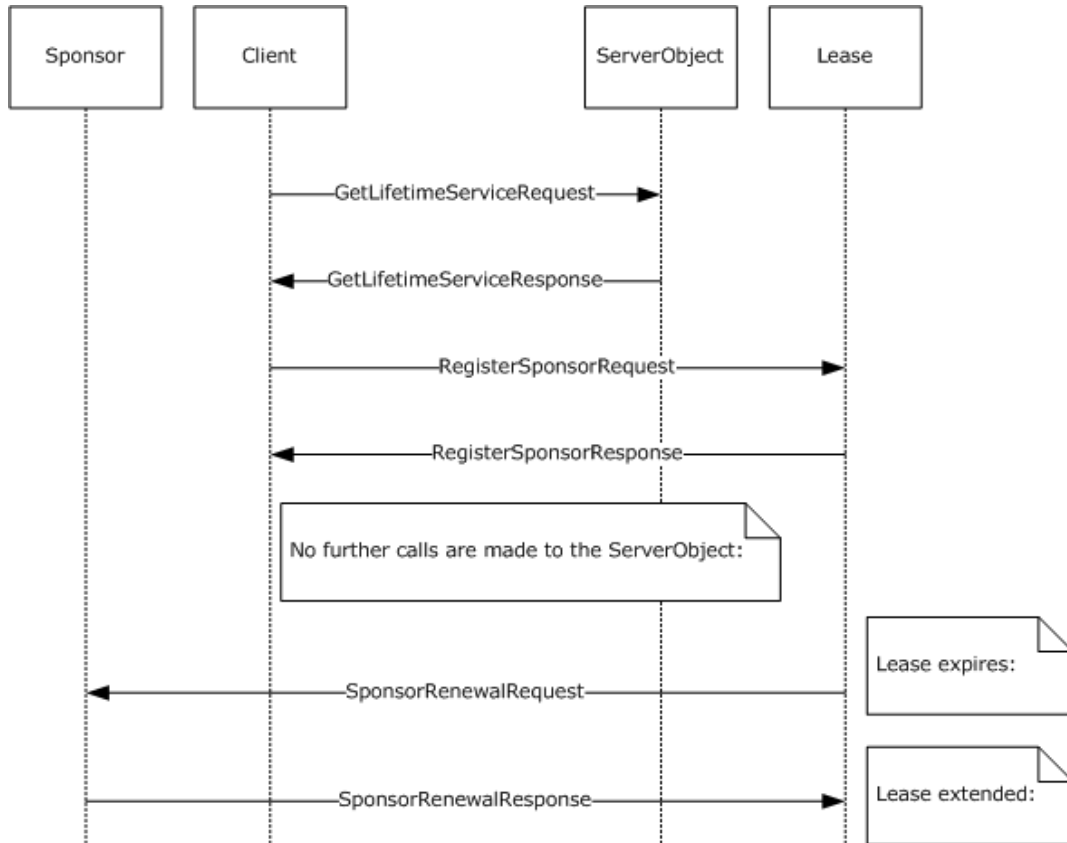 Sponsor
Client
ServerObject
Lease
GetLifetimeServiceRequest
GetLifetimeServiceResponse
RegisterSponsorRequest
RegisterSponsorResponse
No further calls are made to the ServerObject:
Lease expires:
SponsorRenewalRequest
Lease extended:
SponsorRenewalResponse